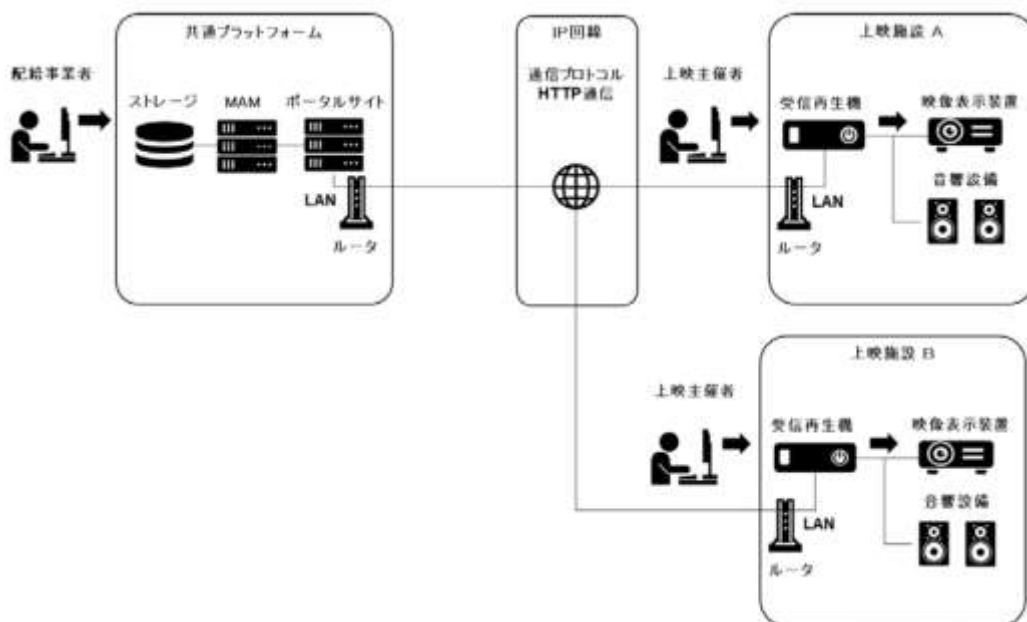 共通プラットフォーム
配給事業者
ストレージ
MAM
ポータルサイト
LAN
ルータ
IP回線
通信プロトコル
HTTP通信
上映主催者
上映施設 A
受信再生機
映像表示装置
音響設備
LAN
ルータ
上映主催者
上映施設 B
受信再生機
映像表示装置
音響設備
LAN
ルータ